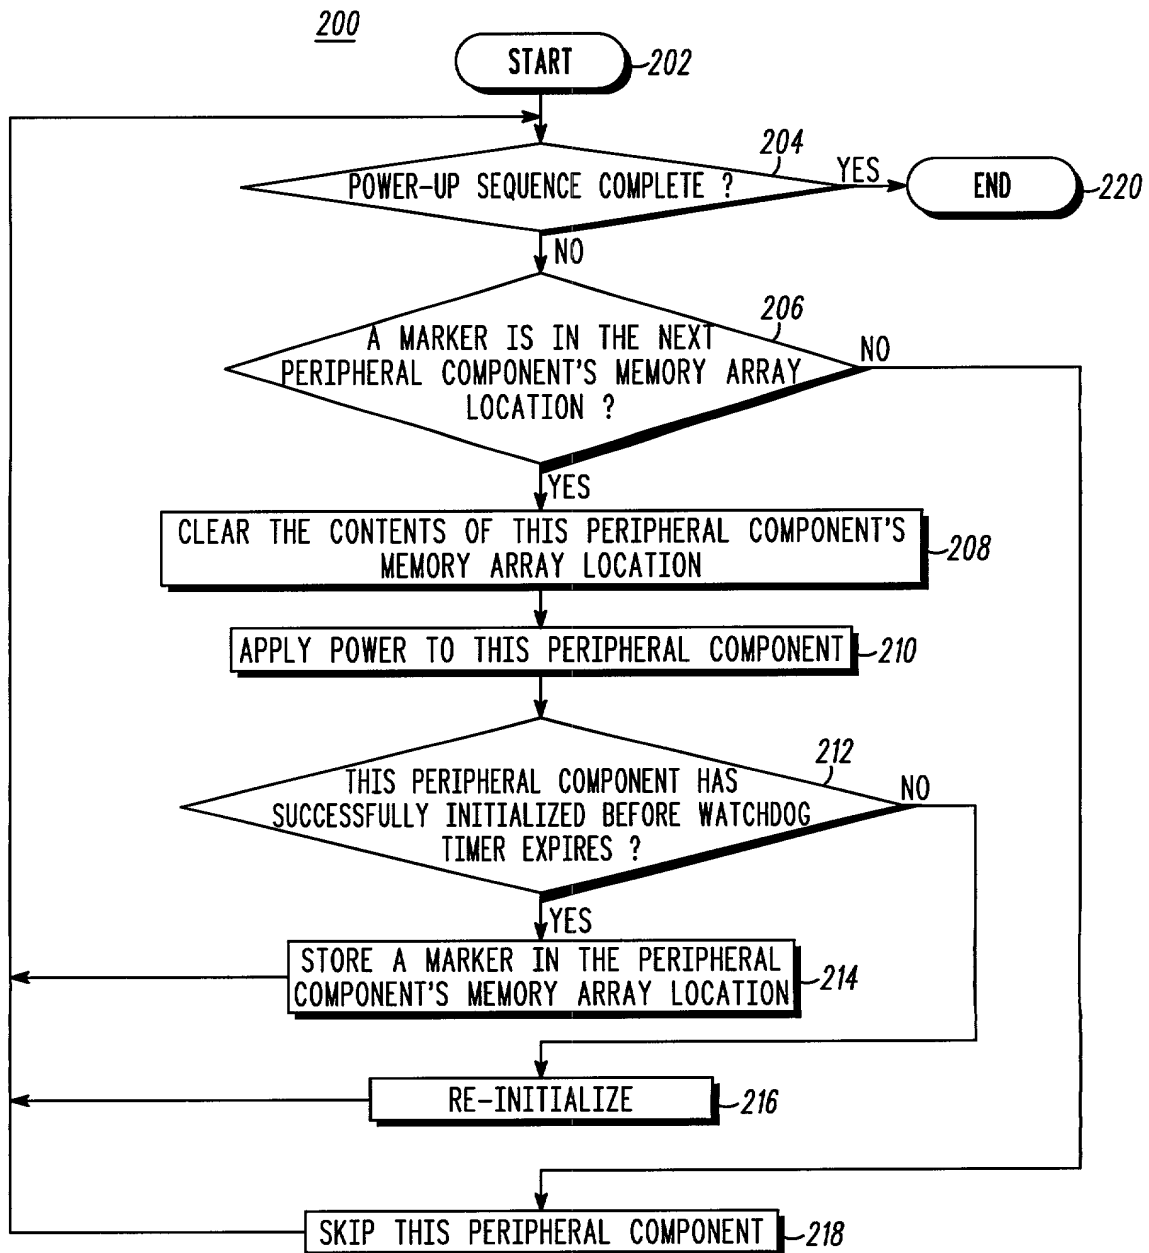 200
START
202
204
POWER-UP SEQUENCE COMPLETE ?
YES
END
220
NO
206
A MARKER IS IN THE NEXT
PERIPHERAL COMPONENT'S MEMORY ARRAY
LOCATION ?
NO
YES
CLEAR THE CONTENTS OF THIS PERIPHERAL COMPONENT'S
MEMORY ARRAY LOCATION
208
APPLY POWER TO THIS PERIPHERAL COMPONENT
210
212
THIS PERIPHERAL COMPONENT HAS
SUCCESSFULLY INITIALIZED BEFORE WATCHDOG
TIMER EXPIRES ?
NO
YES
STORE A MARKER IN THE PERIPHERAL
COMPONENT'S MEMORY ARRAY LOCATION
214
RE-INITIALIZE
216
SKIP THIS PERIPHERAL COMPONENT
218